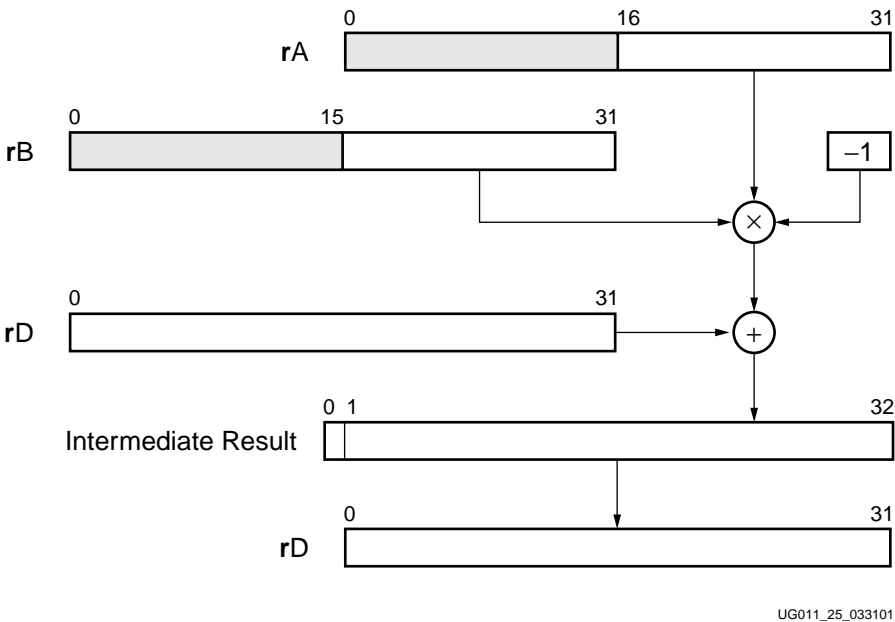 0 16 31
rA
0 15 31
rB −1
×
0 31
rD +
0 1 32
Intermediate Result
0 31
rD
UG011_25_033101